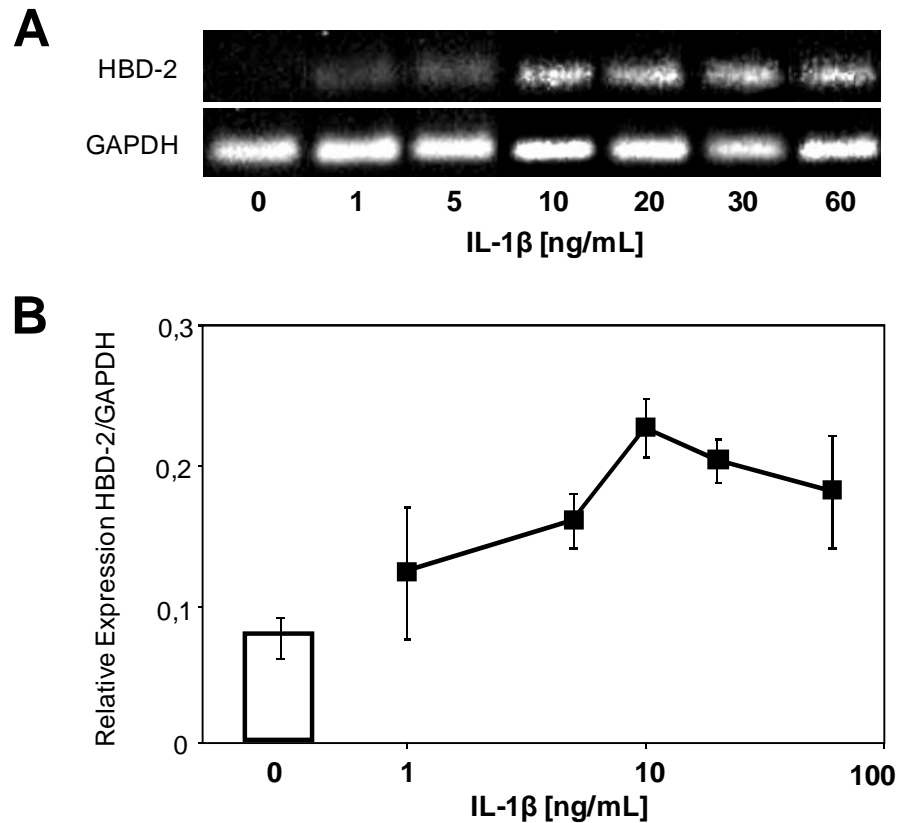 A
HBD-2
GAPDH
0 1 5 10 20 30 60
IL-1β [ng/mL]
B
Relative Expression HBD-2/GAPDH
0,3
0,2
0,1
0
0 1 10 100
IL-1β [ng/mL]